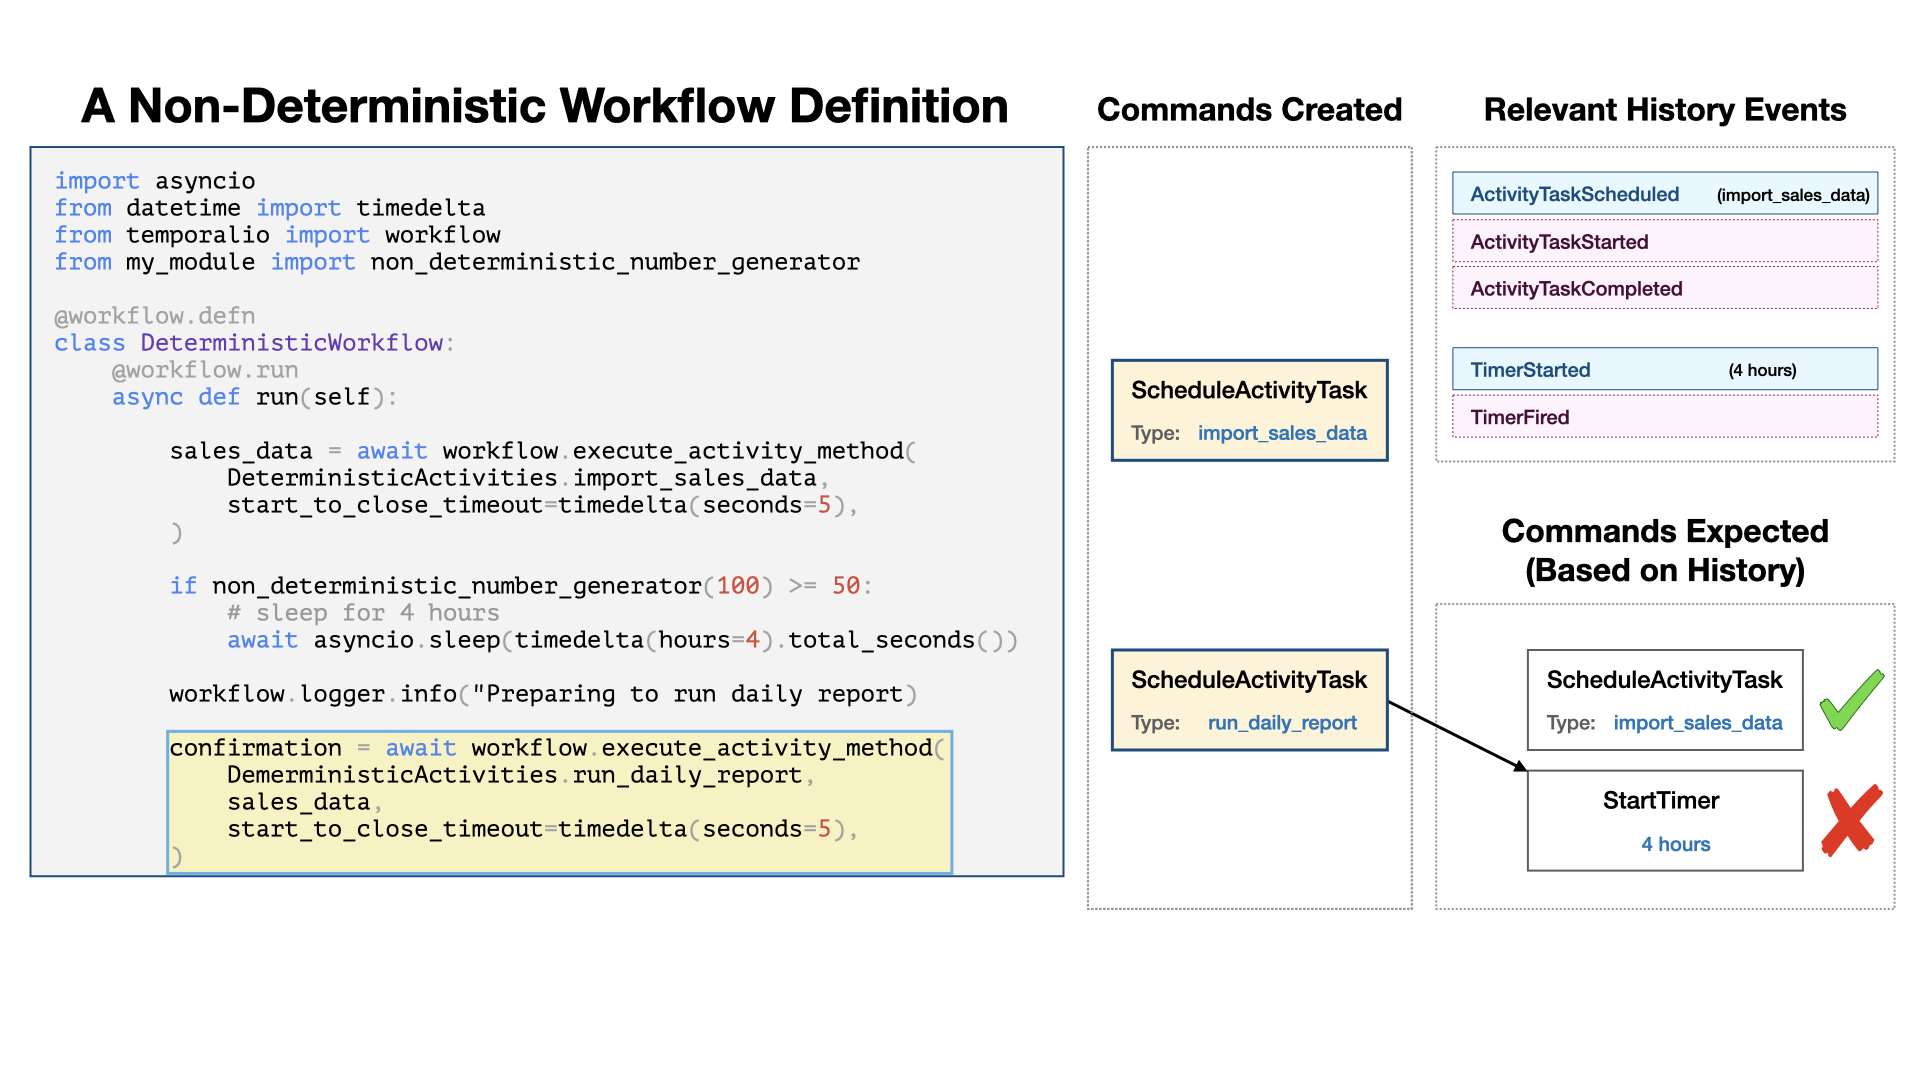 A Non-Deterministic Workflow Definition
import asyncio
from datetime import timedelta
from temporalio import workflow
from my_module import non_deterministic_number_generator
@workflow.defn
class DeterministicWorkflow:
    @workflow.run
    async def run(self):
        sales_data = await workflow.execute_activity_method(
            DeterministicActivities.import_sales_data,
            start_to_close_timeout=timedelta(seconds=5),
        )
        if non_deterministic_number_generator(100) >= 50:
            # sleep for 4 hours
            await asyncio.sleep(timedelta(hours=4).total_seconds())
        workflow.logger.info("Preparing to run daily report)
        confirmation = await workflow.execute_activity_method(
            DemerministicActivities.run_daily_report,
            sales_data,
            start_to_close_timeout=timedelta(seconds=5),
        )
Commands Created
ScheduleActivityTask
Type: import_sales_data
ScheduleActivityTask
Type: run_daily_report
Relevant History Events
ActivityTaskScheduled (import_sales_data)
ActivityTaskStarted
ActivityTaskCompleted
TimerStarted (4 hours)
TimerFired
Commands Expected
(Based on History)
ScheduleActivityTask
Type: import_sales_data
StartTimer
4 hours